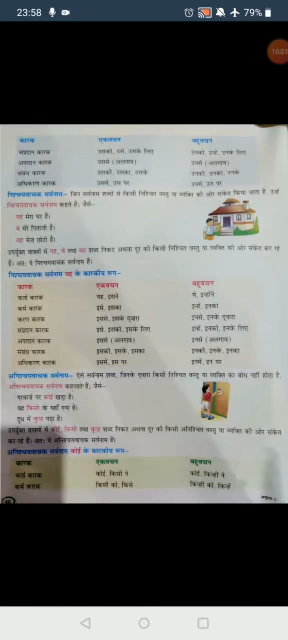 23:58
79%
10:31
कारक एकवचन बहुवचन
संप्रदान कारक उसको, उसे, उसके लिए उनको, उन्हें, उनके लिए
अपादान कारक उससे (अलगाव) उनसे (अलगाव)
संबंध कारक उसका, उसकी, उसके उनका, उनकी, उनके
अधिकरण कारक उसमें, उस पर उनमें, उन पर
निश्चयवाचक सर्वनाम– जिन सर्वनाम शब्दों से किसी निश्चित वस्तु या व्यक्ति की ओर संकेत किया जाता है, उन्हें
निश्चयवाचक सर्वनाम कहते हैं; जैसे–
यह मेरा घर है।
ये मेरे पिताजी हैं।
वह मेज़ छोटी है।
उपर्युक्त वाक्यों में यह, ये तथा वह शब्द निकट अथवा दूर की किसी निश्चित वस्तु या व्यक्ति की ओर संकेत कर रहे
हैं। अतः ये निश्चयवाचक सर्वनाम हैं।
निश्चयवाचक सर्वनाम यह के कारकीय रूप–
कारक एकवचन बहुवचन
कर्ता कारक यह, इसने ये, इन्होंने
कर्म कारक इसे, इसका इन्हें, इनका
करण कारक इससे, इसके द्वारा इनसे, इनके द्वारा
संप्रदान कारक इसे, इसको, इसके लिए इन्हें, इनको, इनके लिए
अपादान कारक इससे (अलगाव) इनसे (अलगाव)
संबंध कारक इसका, इसकी, इसके इनका, इनकी, इनके
अधिकरण कारक इसमें, इस पर इनमें, इन पर
अनिश्चयवाचक सर्वनाम– ऐसे सर्वनाम शब्द, जिनके द्वारा किसी निश्चित वस्तु या व्यक्ति का बोध नहीं होता है,
अनिश्चयवाचक सर्वनाम कहलाते हैं, जैसे–
दरवाजे पर कोई खड़ा है।
वह किसी के यहाँ गया है।
दूध में कुछ पड़ा है।
उपर्युक्त वाक्यों में कोई, किसी तथा कुछ शब्द निकट अथवा दूर की किसी अनिश्चित वस्तु या व्यक्ति की ओर संकेत
कर रहे हैं। अतः ये अनिश्चयवाचक सर्वनाम हैं।
अनिश्चयवाचक सर्वनाम कोई के कारकीय रूप–
कारक एकवचन बहुवचन
कर्ता कारक कोई, किसी ने कोई, किन्हीं ने
कर्म कारक किसी को, किसे किन्हीं को, किन्हें